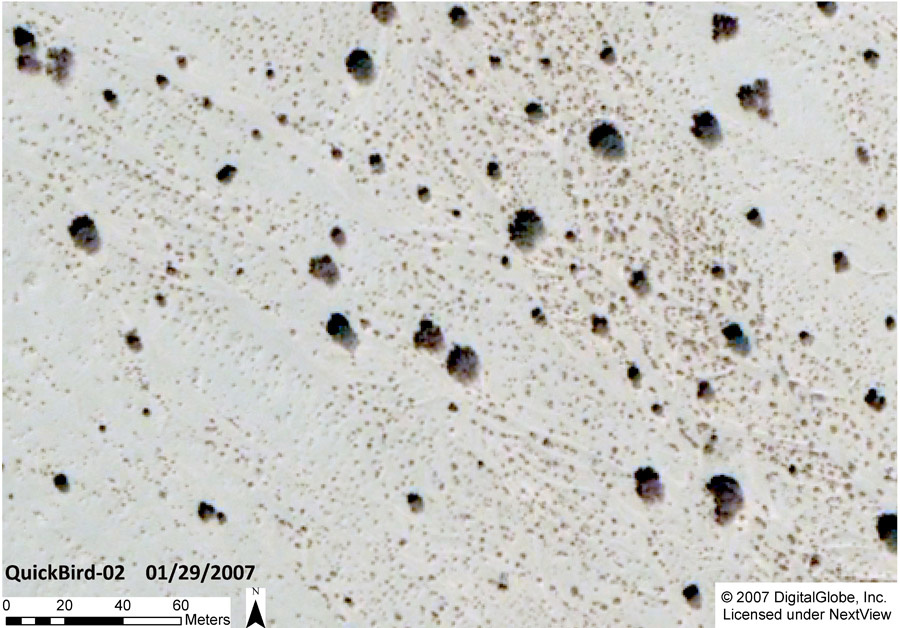 QuickBird-02 01/29/2007
N
0 20 40 60
Meters
© 2007 DigitalGlobe, Inc.
Licensed under NextView